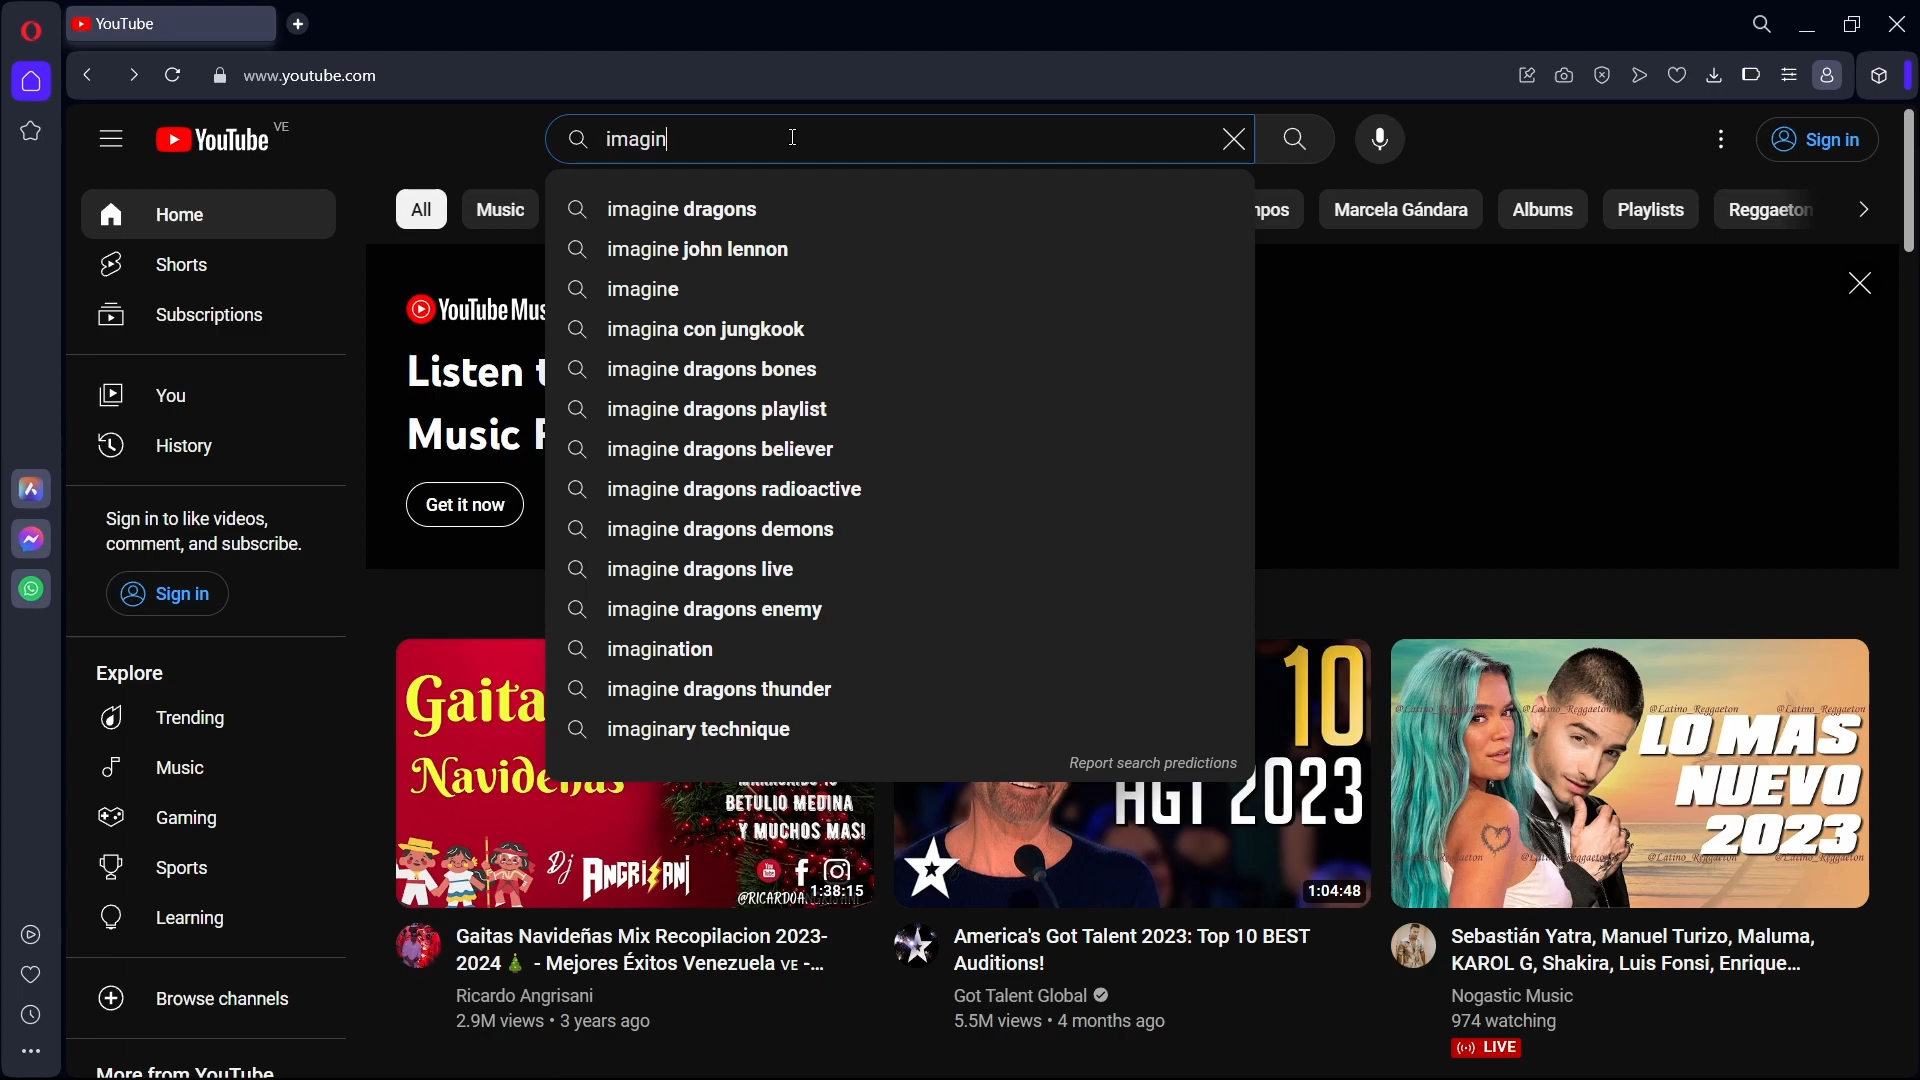 YouTube
www.youtube.com
YouTube VE
imagin
Sign in
Home
Shorts
Subscriptions
You
History
Sign in to like videos,
comment, and subscribe.
Sign in
Explore
Trending
Music
Gaming
Sports
Learning
Browse channels
More from YouTube
All
Music
Marcela Gándara
Albums
Playlists
Reggaeton
imagine dragons
imagine john lennon
imagine
imagina con jungkook
imagine dragons bones
imagine dragons playlist
imagine dragons believer
imagine dragons radioactive
imagine dragons demons
imagine dragons live
imagine dragons enemy
imagination
imagine dragons thunder
imaginary technique
Report search predictions
YouTube Mus
Listen t
Music
Get it now
Gaita
Navideñas
BETULIO MEDINA
Y MUCHOS MAS!
Dj ANGRISANI
1:38:15
Gaitas Navideñas Mix Recopilacion 2023-
2024 🎄 - Mejores Éxitos Venezuela VE -...
Ricardo Angrisani
2.9M views • 3 years ago
10
AGT 2023
1:04:48
America's Got Talent 2023: Top 10 BEST
Auditions!
Got Talent Global
5.5M views • 4 months ago
@Latino_Reggaeton @Latino_Reggaeton @Latino_Reggaeton
LO MAS
NUEVO
2023
@Latino_Reggaeton @Latino_Reggaeton
Sebastián Yatra, Manuel Turizo, Maluma,
KAROL G, Shakira, Luis Fonsi, Enrique...
Nogastic Music
974 watching
LIVE